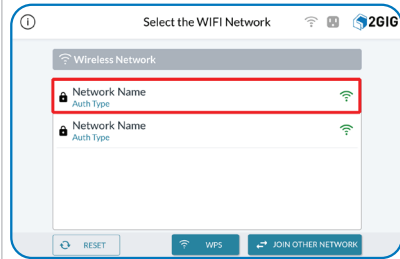 Select the WIFI Network
2GIG
Wireless Network
Network Name
Auth Type
Network Name
Auth Type
RESET
WPS
JOIN OTHER NETWORK